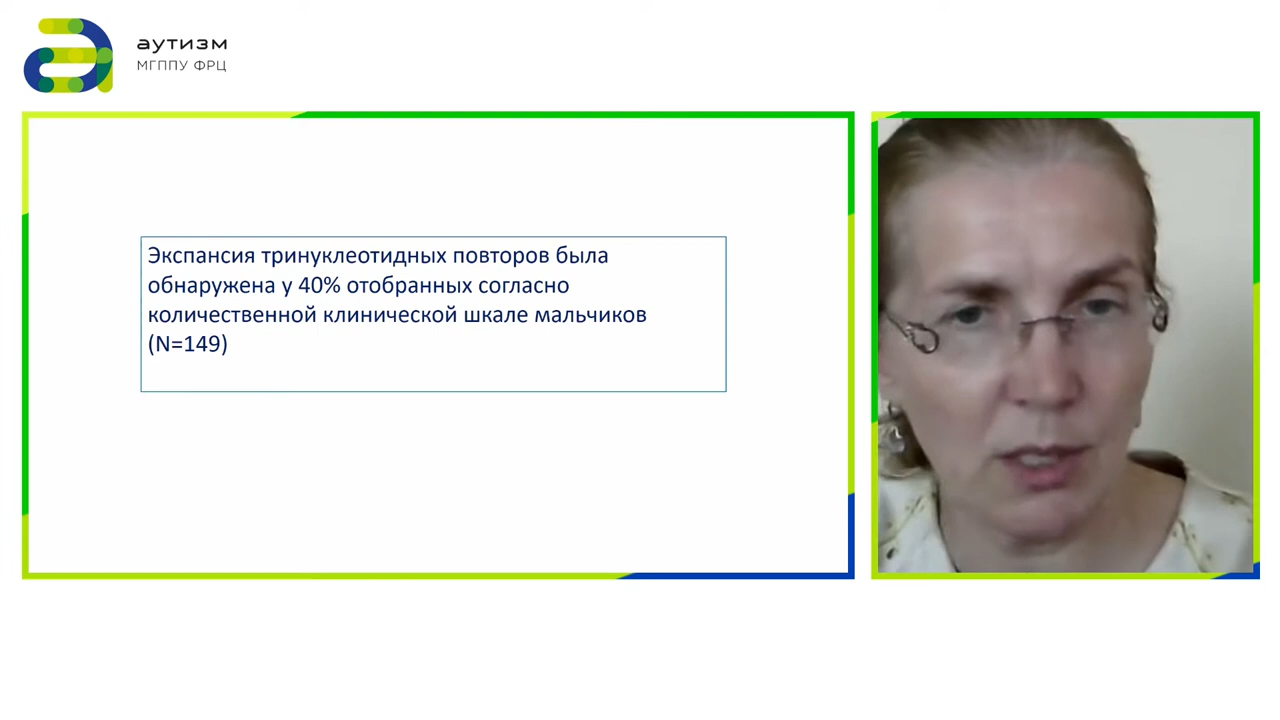 аутизм
МГППУ ФРЦ
Экспансия тринуклеотидных повторов была
обнаружена у 40% отобранных согласно
количественной клинической шкале мальчиков
(N=149)